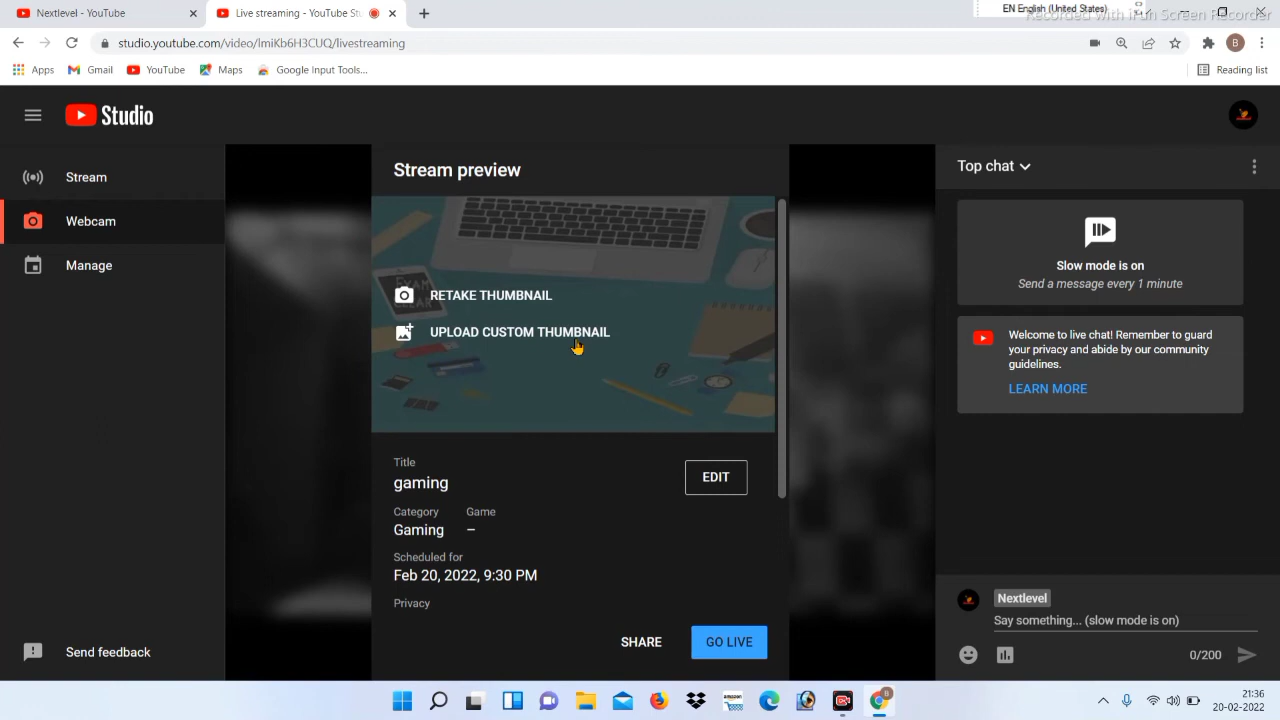 Nextlevel - YouTube
Live streaming - YouTube St
EN English (United States)
Recorded with iFun Screen Recorder
studio.youtube.com/video/lmiKb6H3CUQ/livestreaming
B
Apps
Gmail
YouTube
Maps
Google Input Tools...
Reading list
Studio
Stream
Webcam
Manage
Send feedback
Stream preview
EXAM
CLEAR
RETAKE THUMBNAIL
UPLOAD CUSTOM THUMBNAIL
Title
gaming
EDIT
Category
Game
Gaming
–
Scheduled for
Feb 20, 2022, 9:30 PM
Privacy
SHARE
GO LIVE
Top chat
Slow mode is on
Send a message every 1 minute
Welcome to live chat! Remember to guard
your privacy and abide by our community
guidelines.
LEARN MORE
Nextlevel
Say something... (slow mode is on)
0/200
amazon
B
21:36
20-02-2022